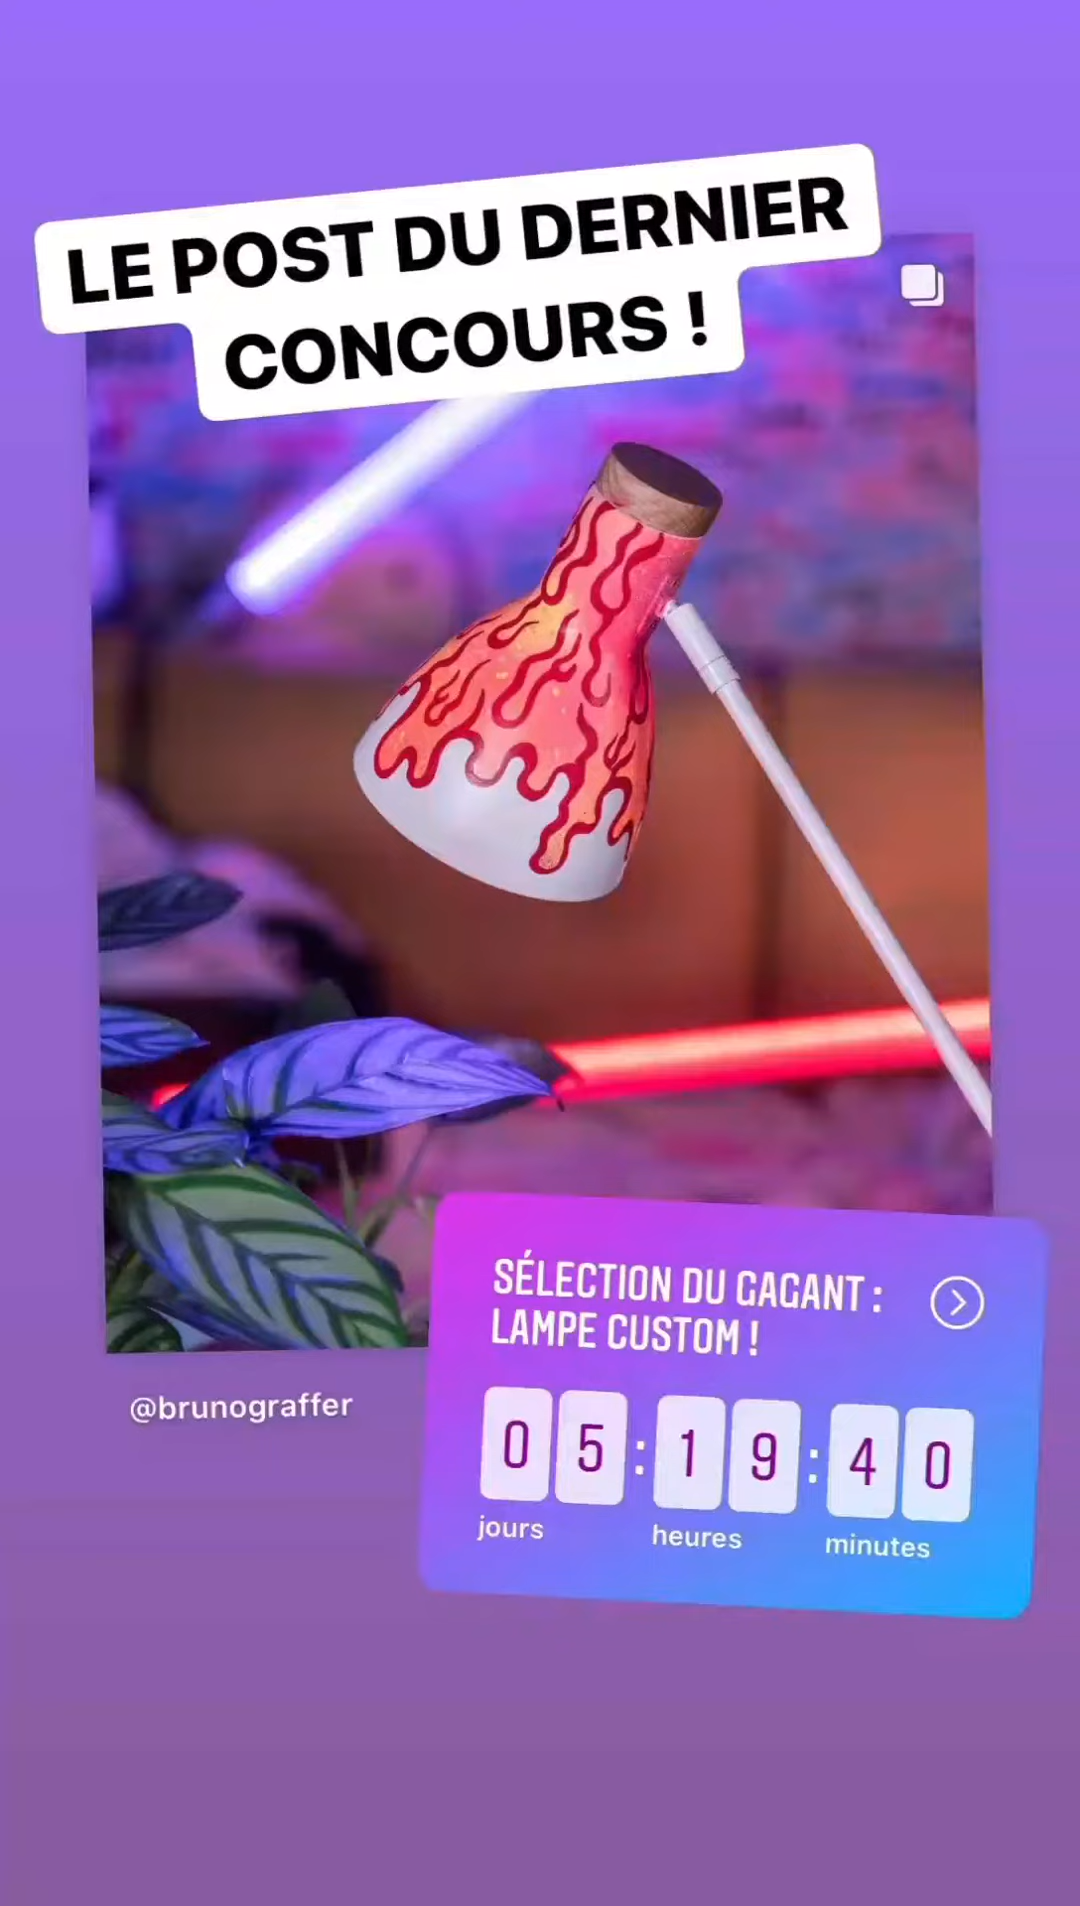 LE POST DU DERNIER
CONCOURS !
SÉLECTION DU GAGANT :
LAMPE CUSTOM !
05:19:40
jours heures minutes
@brunograffer